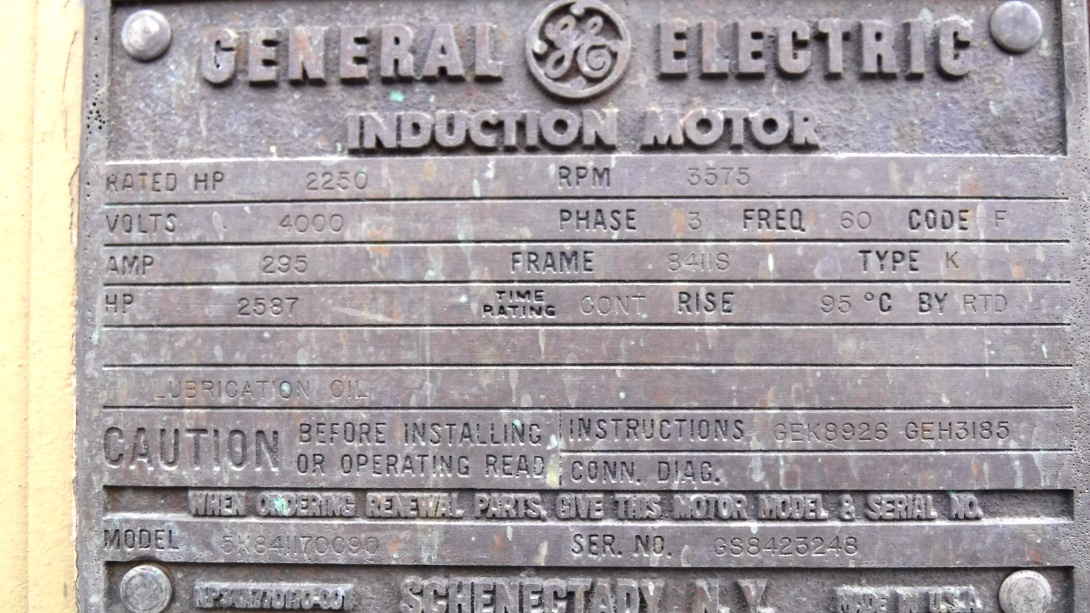 GENERAL GE ELECTRIC
INDUCTION MOTOR
RATED HP 2250 RPM 3575
VOLTS 4000 PHASE 3 FREQ 60 CODE F
AMP 295 FRAME 8411S TYPE K
HP 2587 TIME RATING CONT RISE 95 °C BY RTD
LUBRICATION OIL
CAUTION BEFORE INSTALLING OR OPERATING READ INSTRUCTIONS GEK8926 GEH3185
CONN. DIAG.
WHEN ORDERING RENEWAL PARTS, GIVE THIS MOTOR MODEL & SERIAL NO.
MODEL 5K841170C90 SER. NO. GS8423248
SCHENECTADY, N. Y. MADE IN U.S.A.